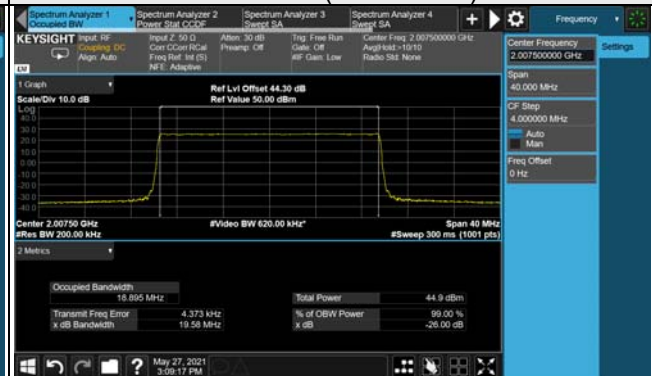 Spectrum Analyzer 1
Occupied BW
Spectrum Analyzer 2
Power Stat CCDF
Spectrum Analyzer 3
Swept SA
Spectrum Analyzer 4
Swept SA
+
Frequency
KEYSIGHT
Input: RF
Coupling: DC
Align: Auto
Input Z: 50 Ω
Corr CCorr RCal
Freq Ref: Int (S)
NFE: Adaptive
Atten: 30 dB
Preamp: Off
Trig: Free Run
Gate: Off
#IF Gain: Low
Center Freq: 2.007500000 GHz
Avg|Hold:>10/10
Radio Std: None
Center Frequency
2.007500000 GHz
Settings
Span
40.000 MHz
CF Step
4.000000 MHz
Auto
Man
Freq Offset
0 Hz
1 Graph
Scale/Div 10.0 dB
Ref Lvl Offset 44.30 dB
Ref Value 50.00 dBm
Log
40.0
30.0
20.0
10.0
0.00
-10.0
-20.0
-30.0
-40.0
Center 2.00750 GHz
#Video BW 620.00 kHz*
Span 40 MHz
#Res BW 200.00 kHz
#Sweep 300 ms (1001 pts)
2 Metrics
Occupied Bandwidth
18.895 MHz
Total Power 44.9 dBm
Transmit Freq Error 4.373 kHz
% of OBW Power 99.00 %
x dB Bandwidth 19.58 MHz
x dB -26.00 dB
?
May 27, 2021
3:09:17 PM